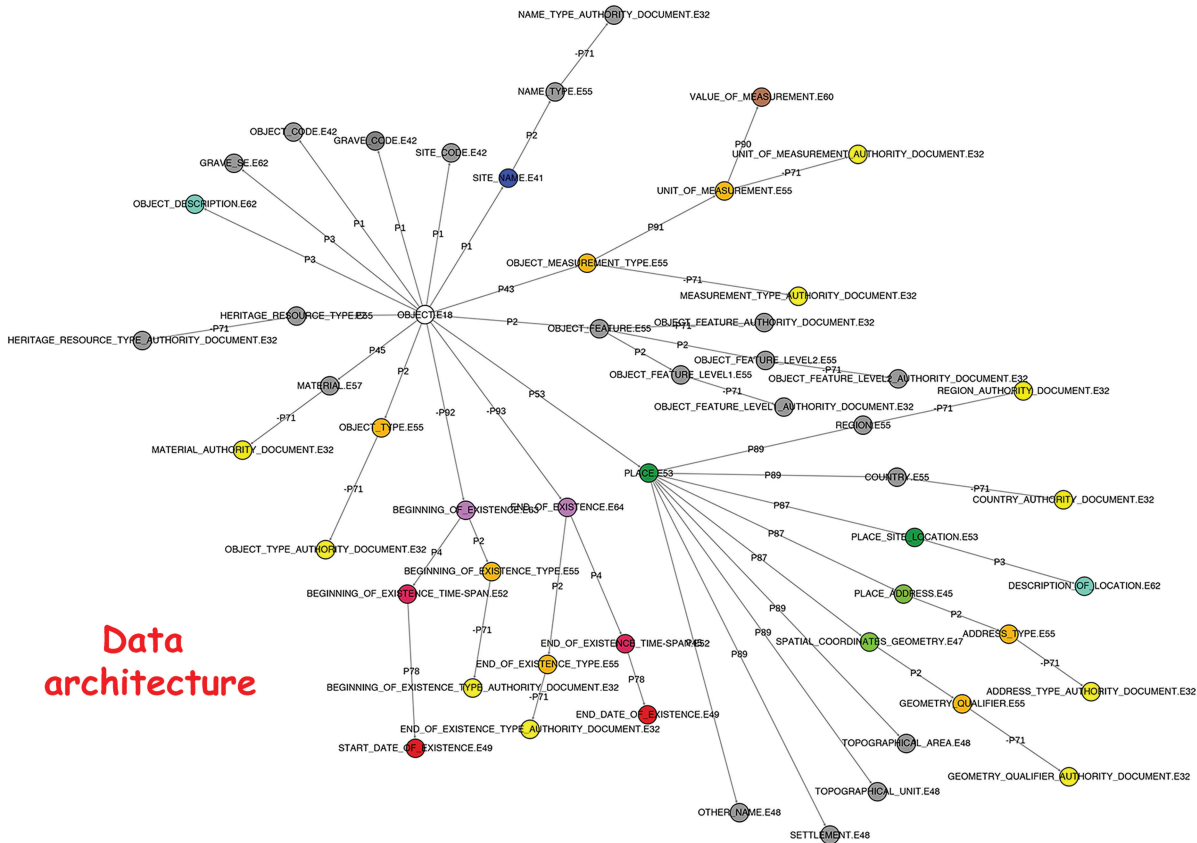 NAME_TYPE_AUTHORITY_DOCUMENT.E32
-P71
NAME_TYPE.E55
VALUE_OF_MEASUREMENT.E60
OBJECT_CODE.E42
GRAVE_CODE.E42
SITE_CODE.E42
P2
P90
UNIT_OF_MEASUREMENT_AUTHORITY_DOCUMENT.E32
GRAVE_SE.E62
-P71
SITE_NAME.E41
UNIT_OF_MEASUREMENT.E55
OBJECT_DESCRIPTION.E62
P1
P1
P1
P1
P91
P3
P3
OBJECT_MEASUREMENT_TYPE.E55
-P71
P43
MEASUREMENT_TYPE_AUTHORITY_DOCUMENT.E32
HERITAGE_RESOURCE_TYPE.E55
P2
OBJECT.E18
P2
OBJECT_FEATURE.E55
-P71
OBJECT_FEATURE_AUTHORITY_DOCUMENT.E32
-P71
HERITAGE_RESOURCE_TYPE_AUTHORITY_DOCUMENT.E32
P45
P2
P2
OBJECT_FEATURE_LEVEL2.E55
P2
-P71
OBJECT_FEATURE_LEVEL1.E55
OBJECT_FEATURE_LEVEL2_AUTHORITY_DOCUMENT.E32
MATERIAL.E57
P53
-P71
REGION_AUTHORITY_DOCUMENT.E32
OBJECT_FEATURE_LEVEL1_AUTHORITY_DOCUMENT.E32
-P71
-P71
-P92
-P93
OBJECT_TYPE.E55
REGION.E55
MATERIAL_AUTHORITY_DOCUMENT.E32
P89
PLACE.E53
P89
COUNTRY.E55
-P71
-P71
COUNTRY_AUTHORITY_DOCUMENT.E32
BEGINNING_OF_EXISTENCE.E63
END_OF_EXISTENCE.E64
P87
P87
PLACE_SITE_LOCATION.E53
P2
OBJECT_TYPE_AUTHORITY_DOCUMENT.E32
P4
P87
P3
BEGINNING_OF_EXISTENCE_TYPE.E55
P4
P2
DESCRIPTION_OF_LOCATION.E62
BEGINNING_OF_EXISTENCE_TIME-SPAN.E52
PLACE_ADDRESS.E45
P89
P2
-P71
P89
ADDRESS_TYPE.E55
Data
architecture
END_OF_EXISTENCE_TIME-SPAN.E52
P89
SPATIAL_COORDINATES_GEOMETRY.E47
END_OF_EXISTENCE_TYPE.E55
-P71
P78
P78
P2
BEGINNING_OF_EXISTENCE_TYPE_AUTHORITY_DOCUMENT.E32
ADDRESS_TYPE_AUTHORITY_DOCUMENT.E32
-P71
GEOMETRY_QUALIFIER.E55
END_DATE_OF_EXISTENCE.E49
END_OF_EXISTENCE_TYPE_AUTHORITY_DOCUMENT.E32
-P71
TOPOGRAPHICAL_AREA.E48
START_DATE_OF_EXISTENCE.E49
GEOMETRY_QUALIFIER_AUTHORITY_DOCUMENT.E32
TOPOGRAPHICAL_UNIT.E48
OTHER_NAME.E48
SETTLEMENT.E48